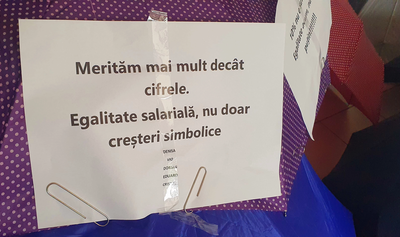 Merităm mai mult decât
cifrele.
Egalitate salarială, nu doar
creșteri simbolice